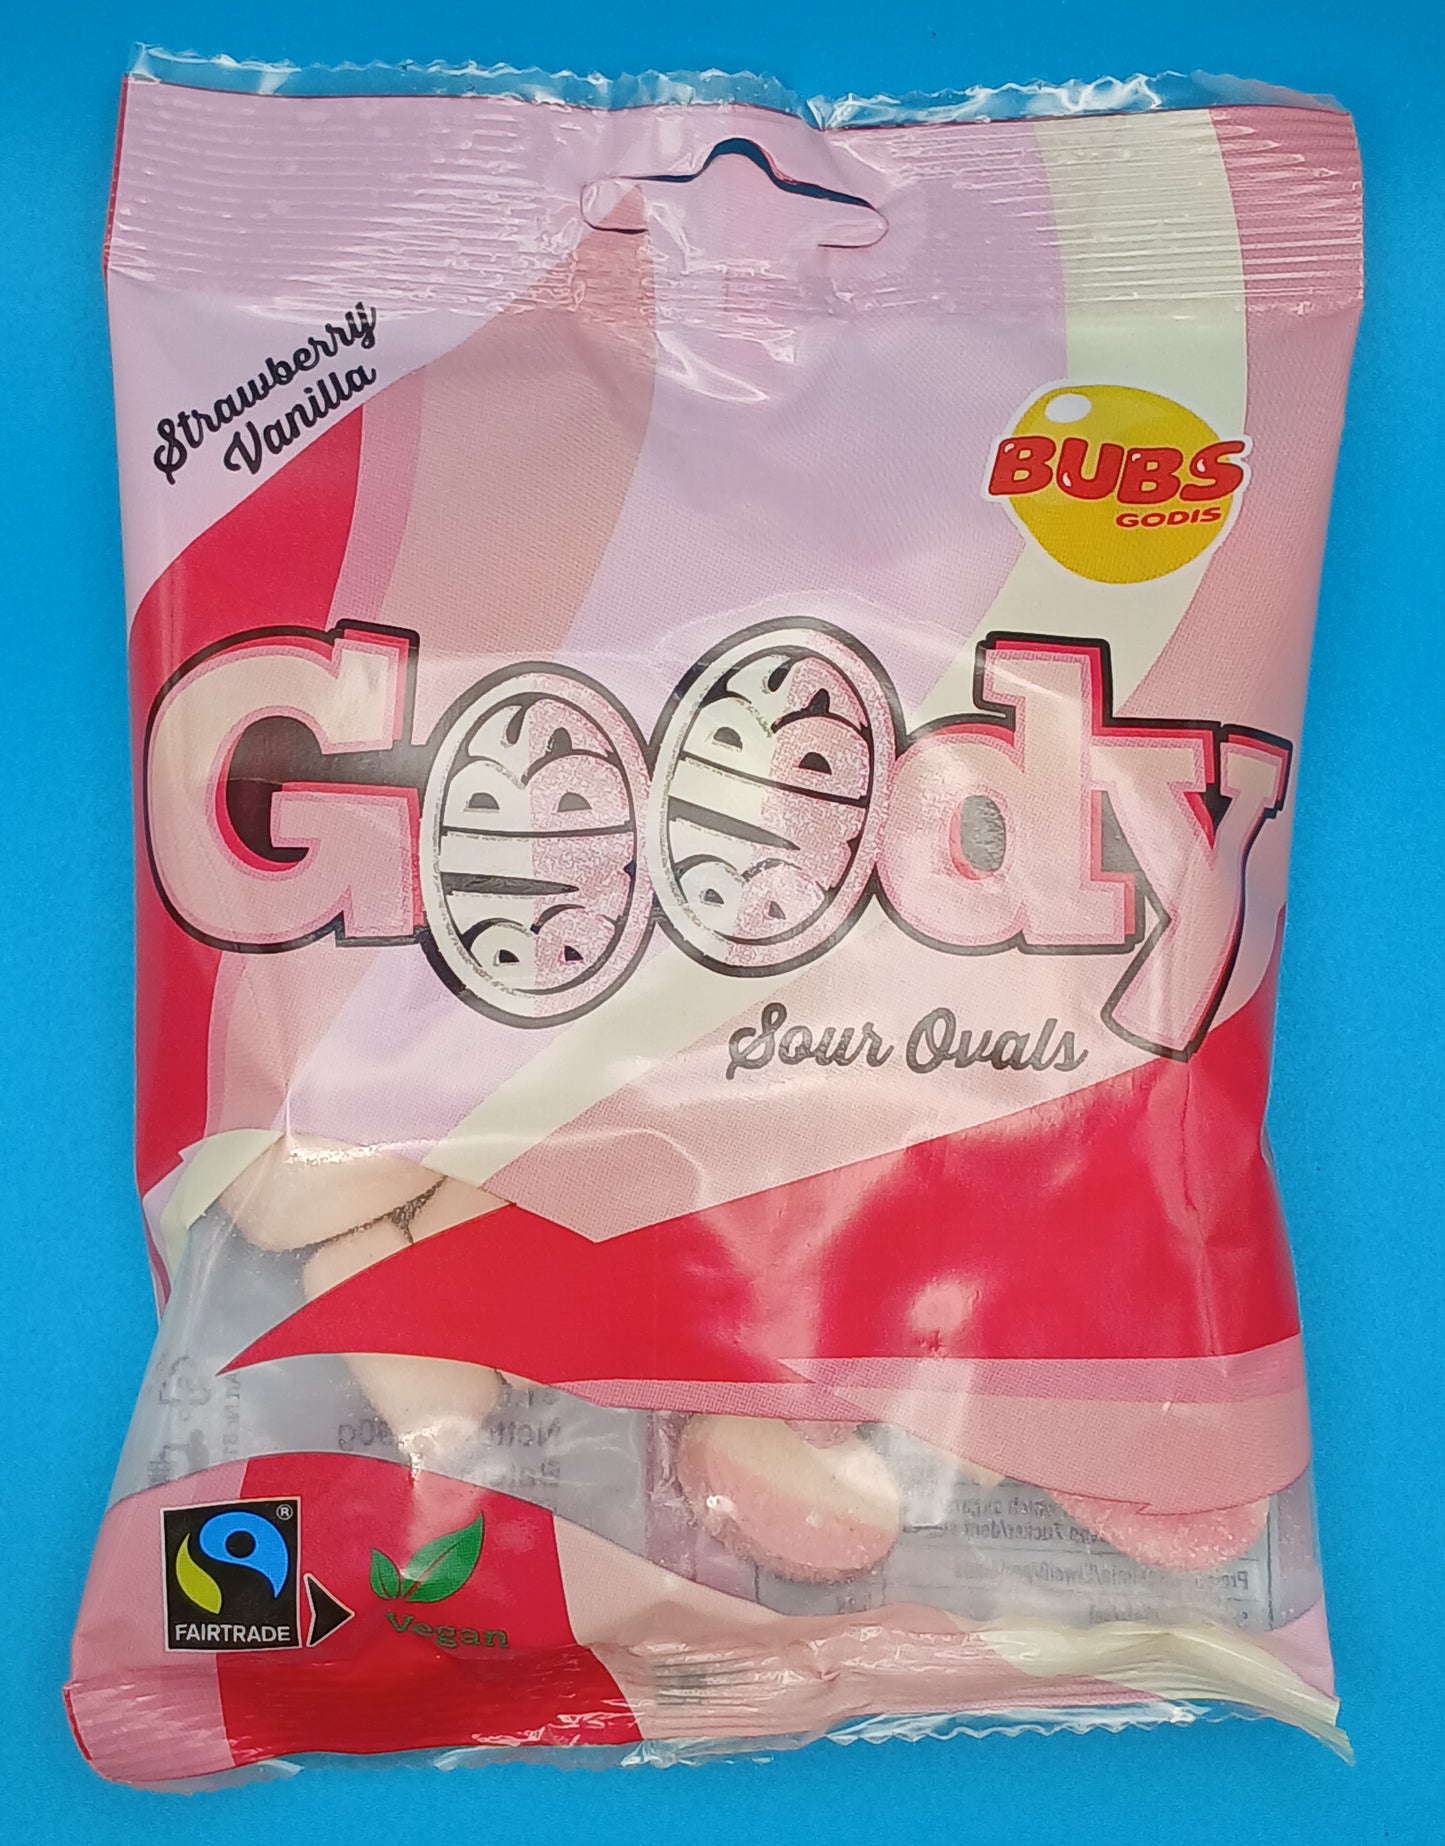 Strawberry
Vanilla
BUBS
GODIS
Goody
BUBS
BUBS
Sour Ovals
®
FAIRTRADE
Vegan